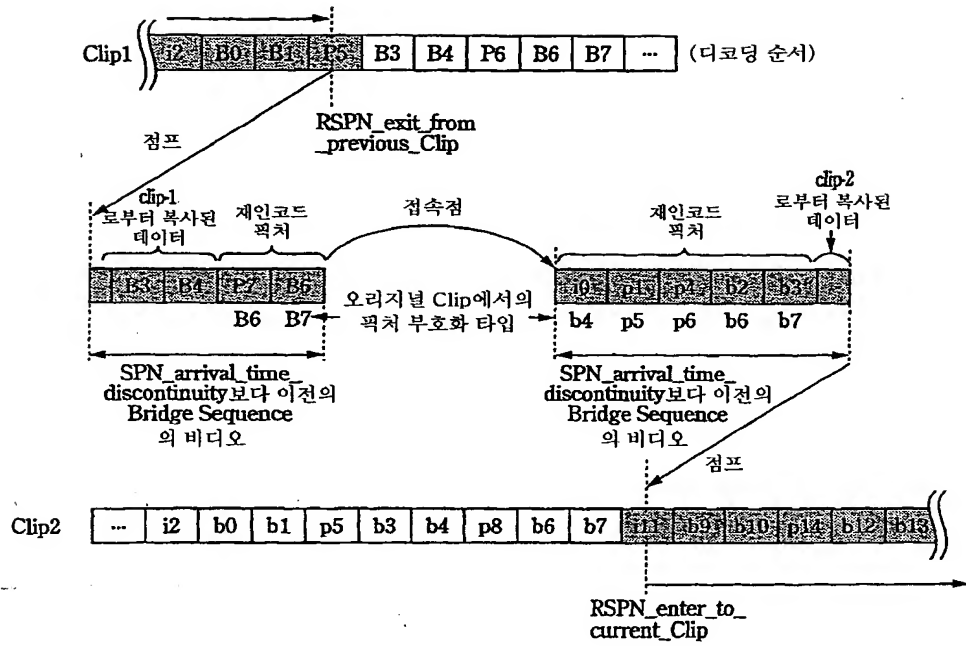 Clip1 i2 B0 B1 P5 B3 B4 P6 B6 B7 ... (디코딩 순서)
RSPN_exit_from
_previous_Clip
점프
clip-1
로부터 복사된
데이터
재인코드
픽처
접속점
재인코드
픽처
clip-2
로부터 복사된
데이터
B3 B4 P7 B6
i0 p1 b2 b3
B6 B7
오리지널 Clip에서의
픽처 부호화 타입
b4 p5 p6 b6 b7
SPN_arrival_time_
discontinuity보다 이전의
Bridge Sequence
의 비디오
SPN_arrival_time_
discontinuity보다 이전의
Bridge Sequence
의 비디오
점프
Clip2 ... i2 b0 b1 p5 b3 b4 p8 b6 b7 i11 b9 b10 p14 b12 b13
RSPN_enter_to_
current_Clip